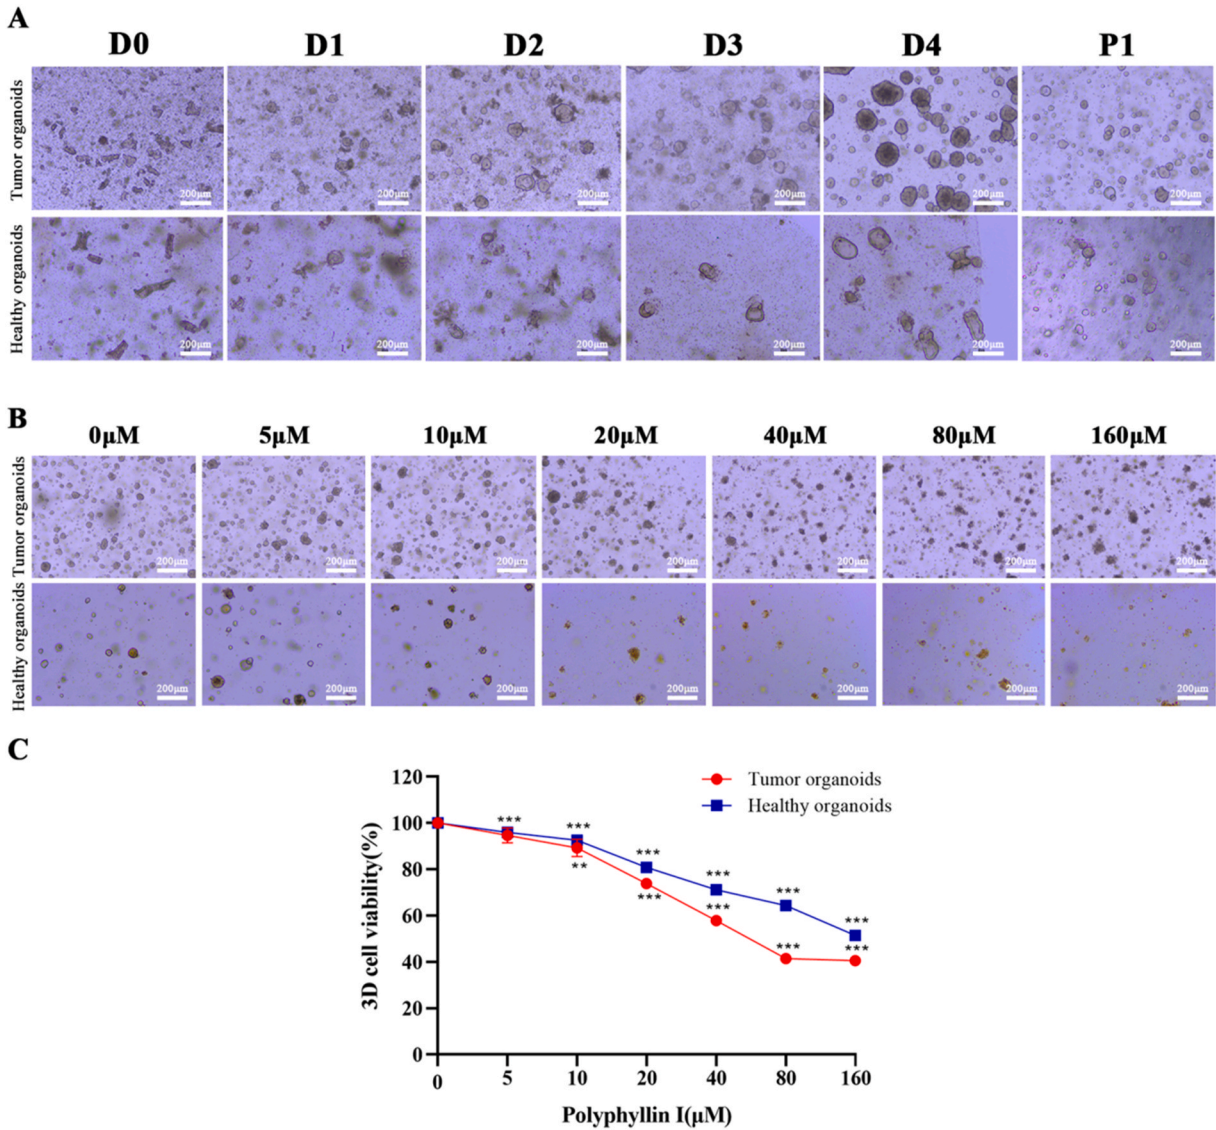 A
D0 D1 D2 D3 D4 P1
Tumor organoids
200μm 200μm 200μm 200μm 200μm 200μm
Healthy organoids
200μm 200μm 200μm 200μm 200μm 200μm
B
0μM 5μM 10μM 20μM 40μM 80μM 160μM
Tumor organoids
200μm 200μm 200μm 200μm 200μm 200μm 200μm
Healthy organoids
200μm 200μm 200μm 200μm 200μm 200μm 200μm
C
Tumor organoids
Healthy organoids
3D cell viability(%)
120
100
80
60
40
20
0
*** *** *** *** *** ***
** *** *** *** ***
0 5 10 20 40 80 160
Polyphyllin I(μM)